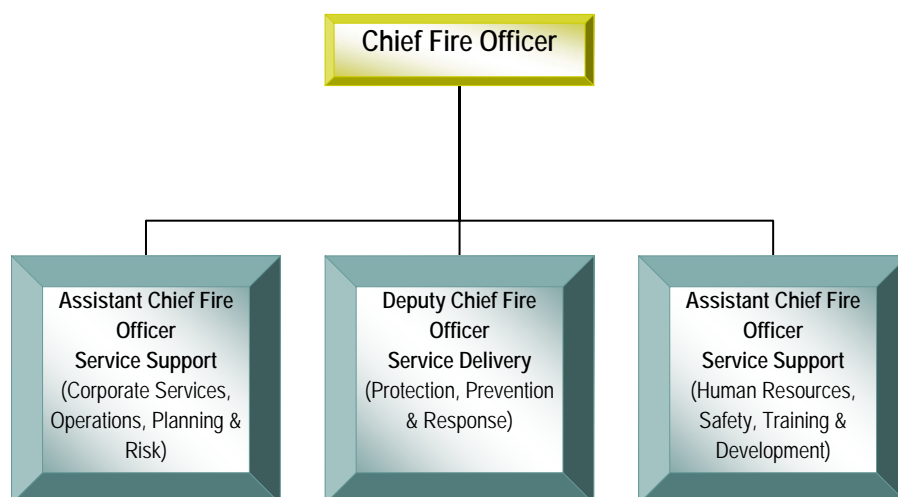 Chief Fire Officer
Assistant Chief Fire
Officer
Service Support
(Corporate Services,
Operations, Planning &
Risk)
Deputy Chief Fire
Officer
Service Delivery
(Protection, Prevention
& Response)
Assistant Chief Fire
Officer
Service Support
(Human Resources,
Safety, Training &
Development)